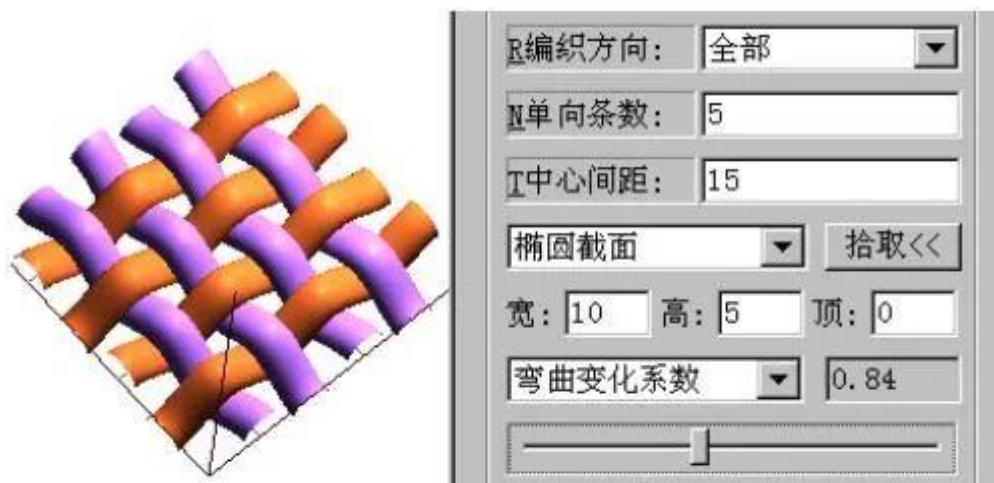 R编织方向: 全部
N单向条数: 5
T中心间距: 15
椭圆截面 拾取<<
宽: 10 高: 5 顶: 0
弯曲变化系数 0.84